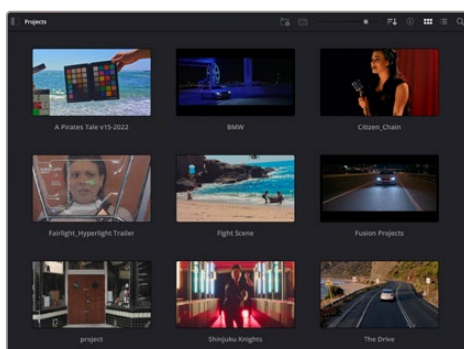 Projects
A Pirates Tale v15-2022
BMW
Citizen_Chain
Fairlight_Hyperlight Trailer
Fight Scene
Fusion Projects
project
Shinjuku Knights
The Drive